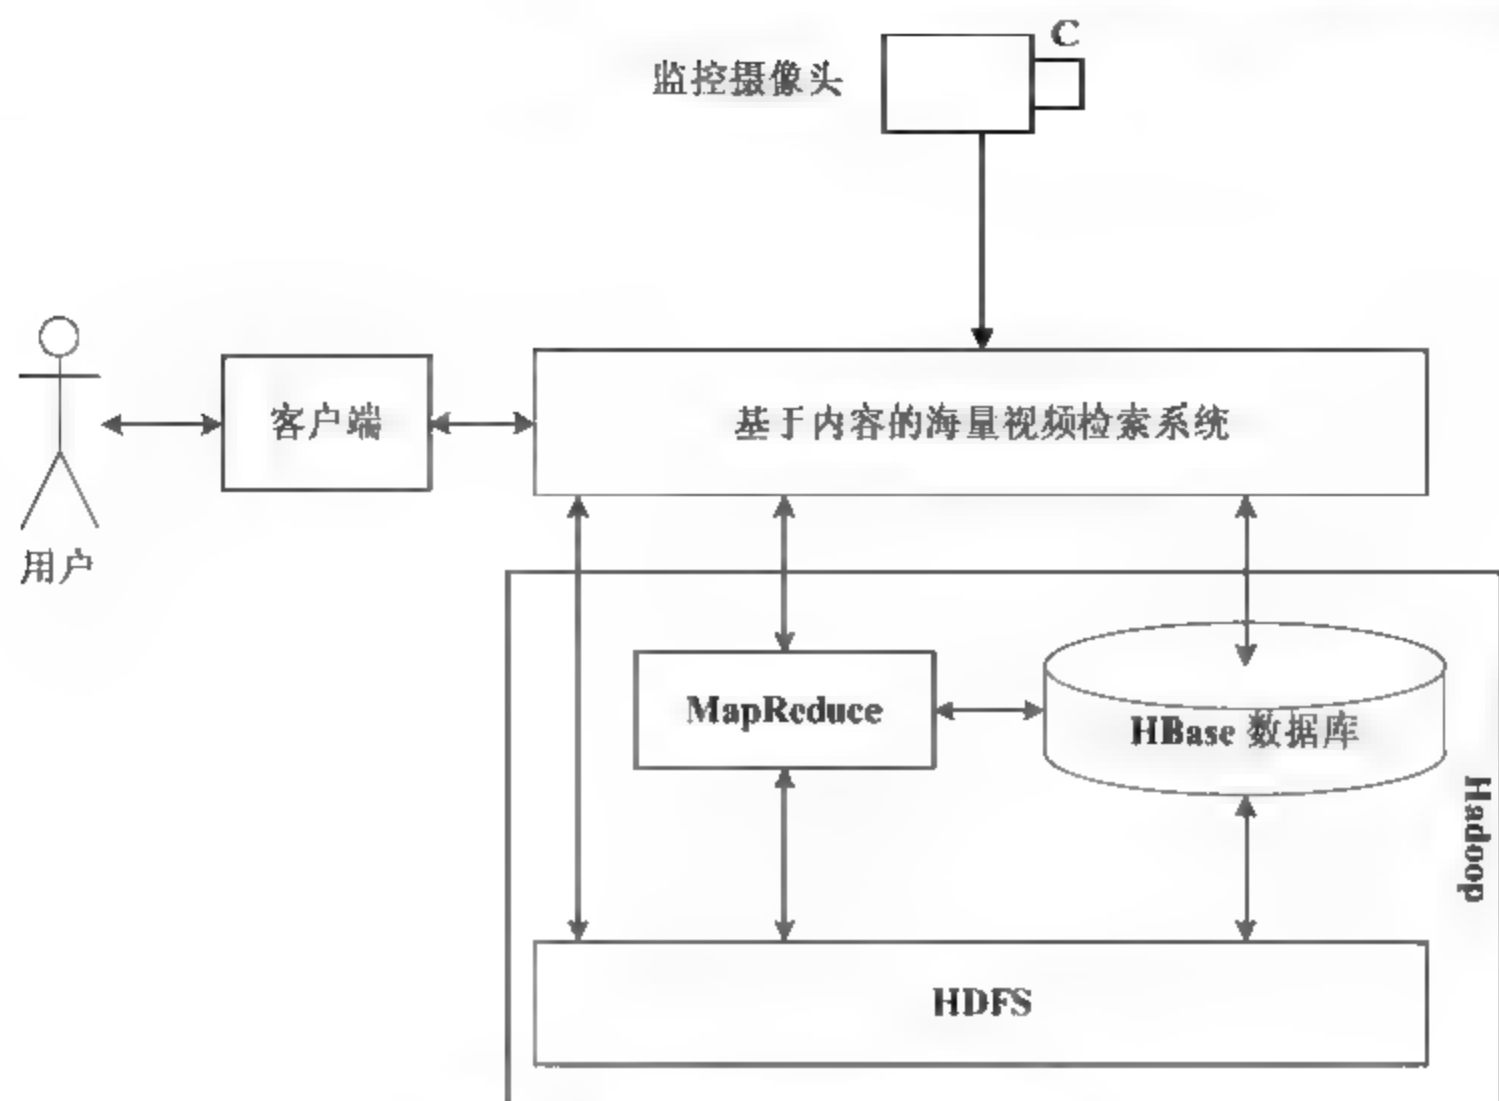 C
监控摄像头
客户端
基于内容的海量视频检索系统
用户
MapReduce
HBase 数据库
Hadoop
HDFS